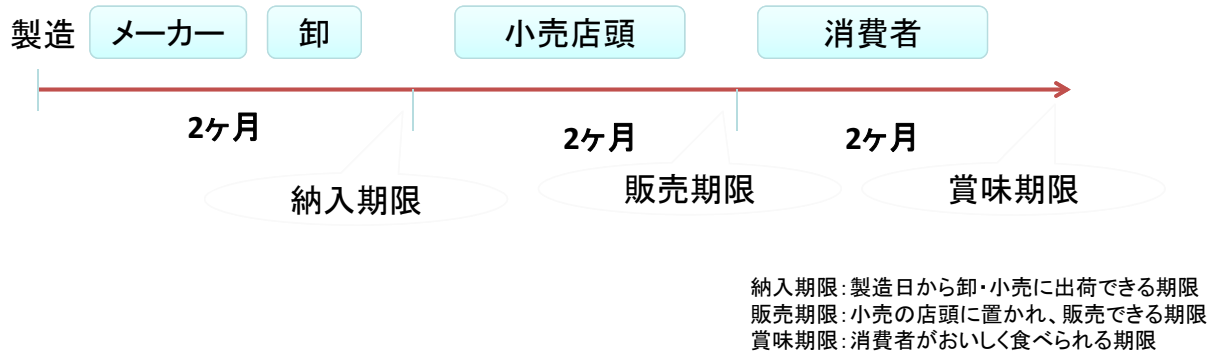 製造 メーカー 卸 小売店頭 消費者
2ヶ月 2ヶ月 2ヶ月
納入期限 販売期限 賞味期限
納入期限：製造日から卸・小売に出荷できる期限
販売期限：小売の店頭に置かれ、販売できる期限
賞味期限：消費者がおいしく食べられる期限